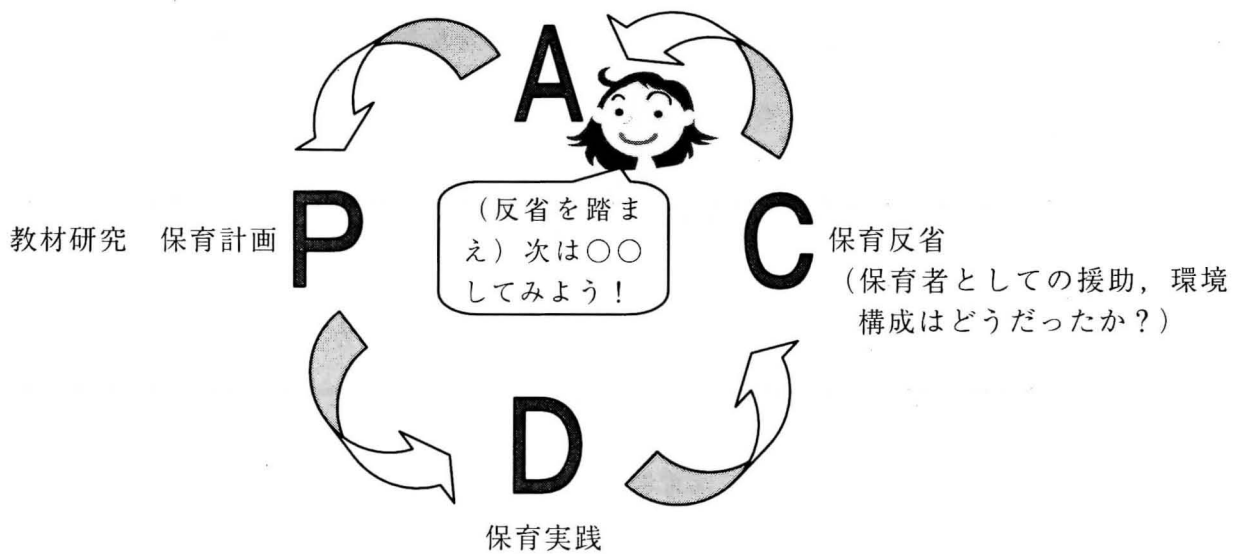 A
P
教材研究 保育計画
(反省を踏ま
え)次は○○
してみよう!
C
保育反省
(保育者としての援助,環境
構成はどうだったか?)
D
保育実践